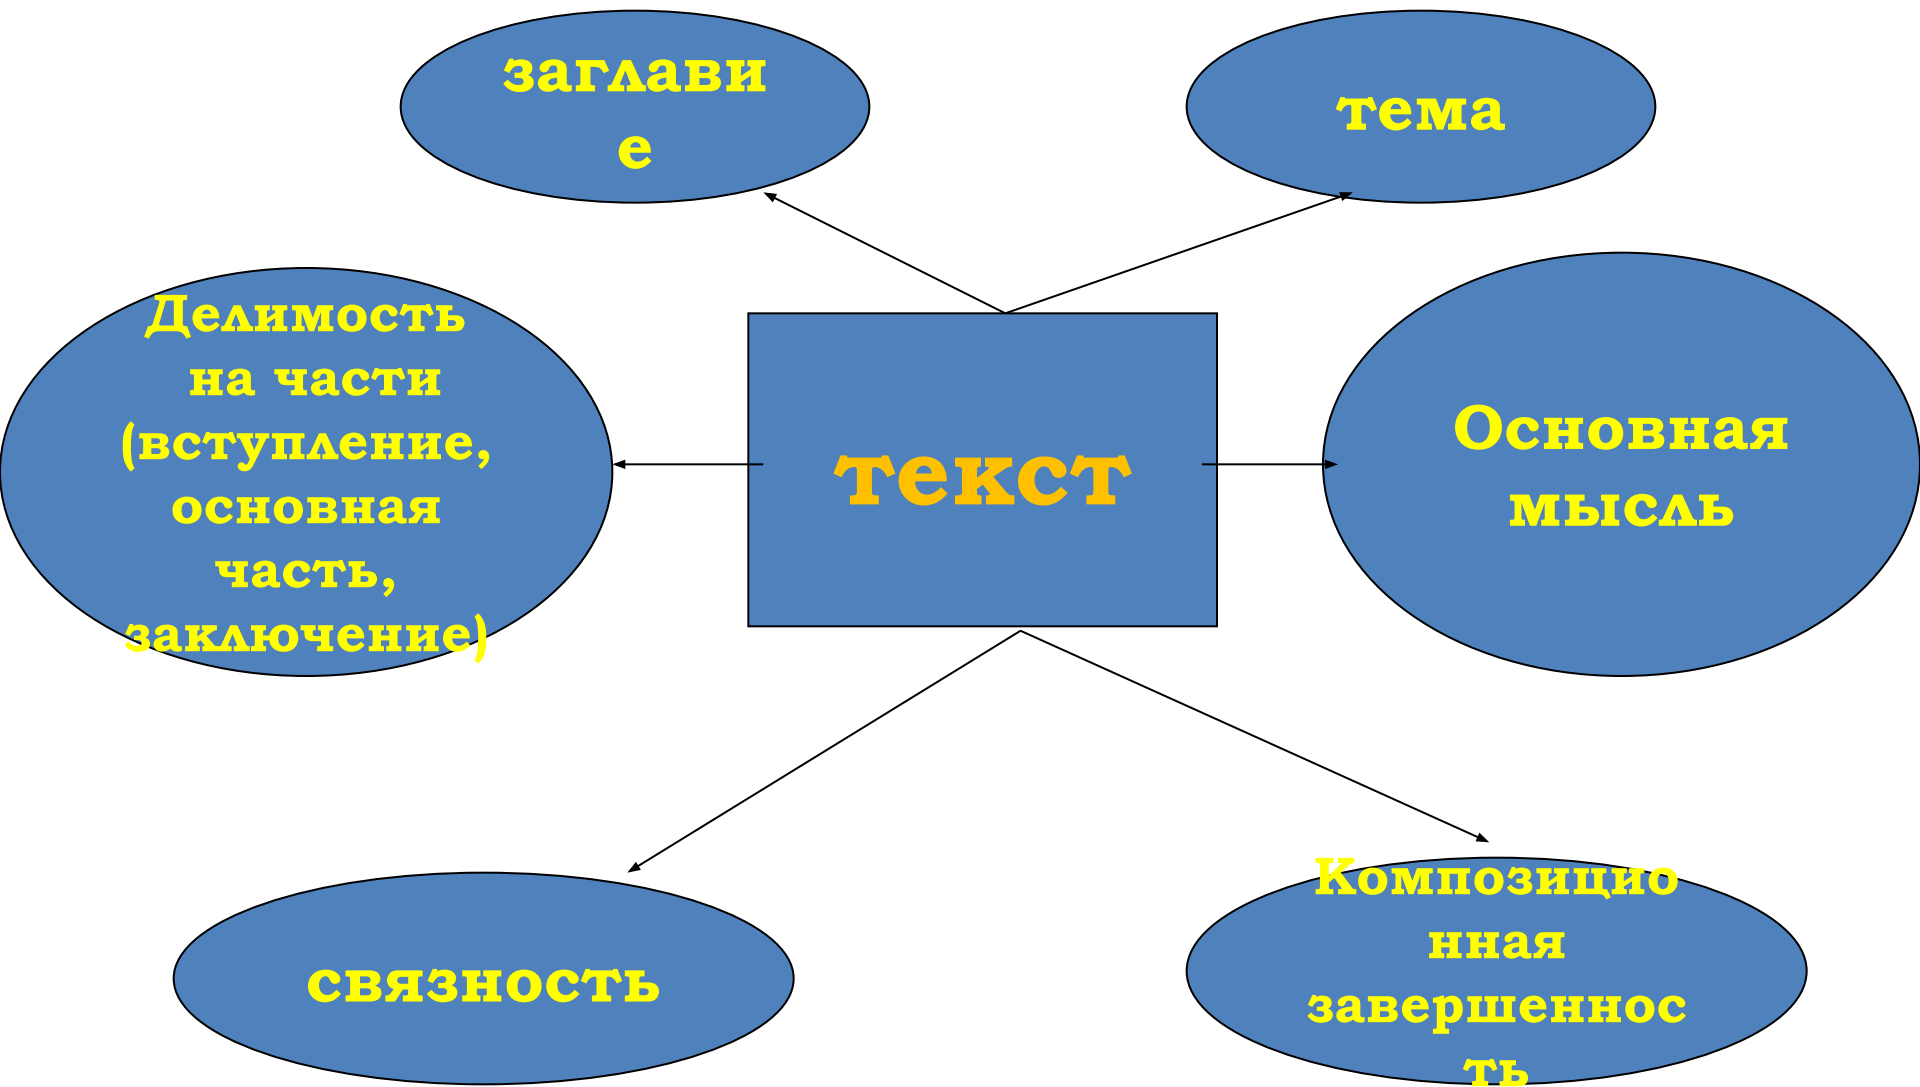 заглави
е
тема
Делимость
на части
(вступление,
основная
часть,
заключение)
текст
Основная
мысль
связность
Композицио
нная
завершеннос
ть